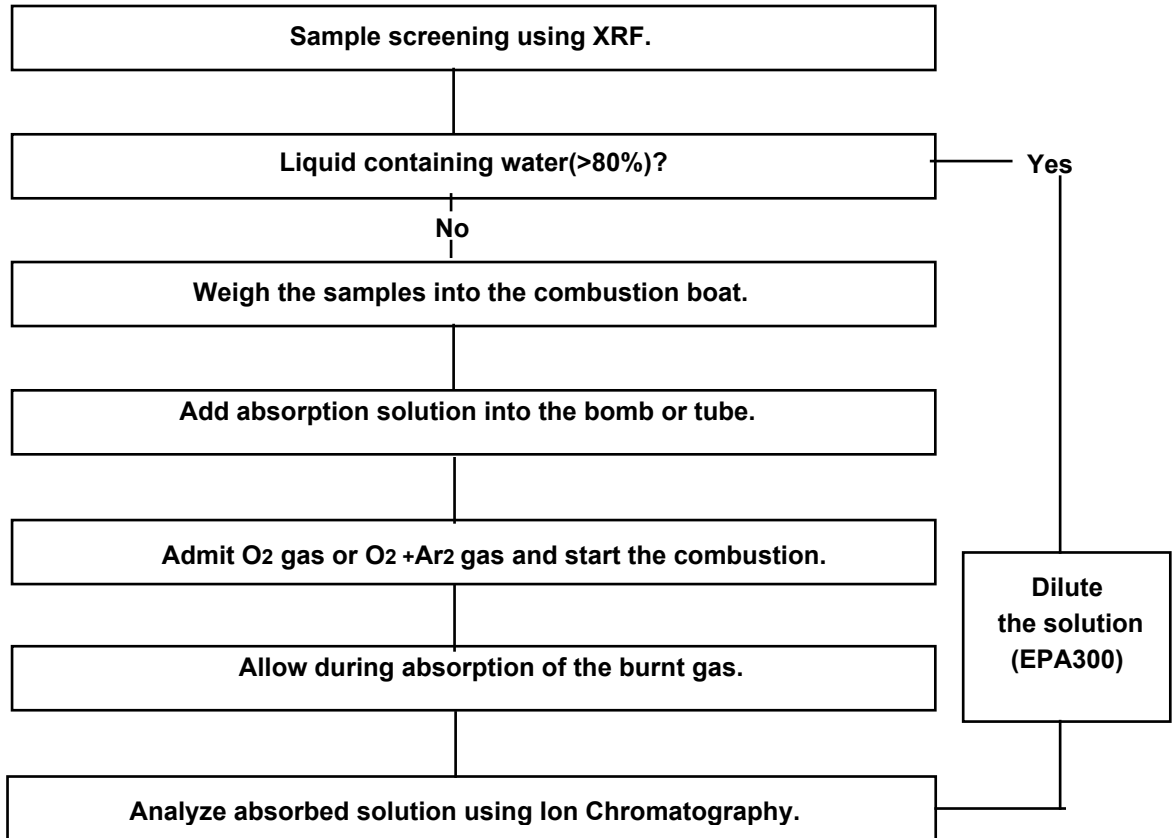 Sample screening using XRF.
Liquid containing water(>80%)?
Yes
No
Weigh the samples into the combustion boat.
Add absorption solution into the bomb or tube.
Admit O2 gas or O2 +Ar2 gas and start the combustion.
Allow during absorption of the burnt gas.
Dilute
the solution
(EPA300)
Analyze absorbed solution using Ion Chromatography.